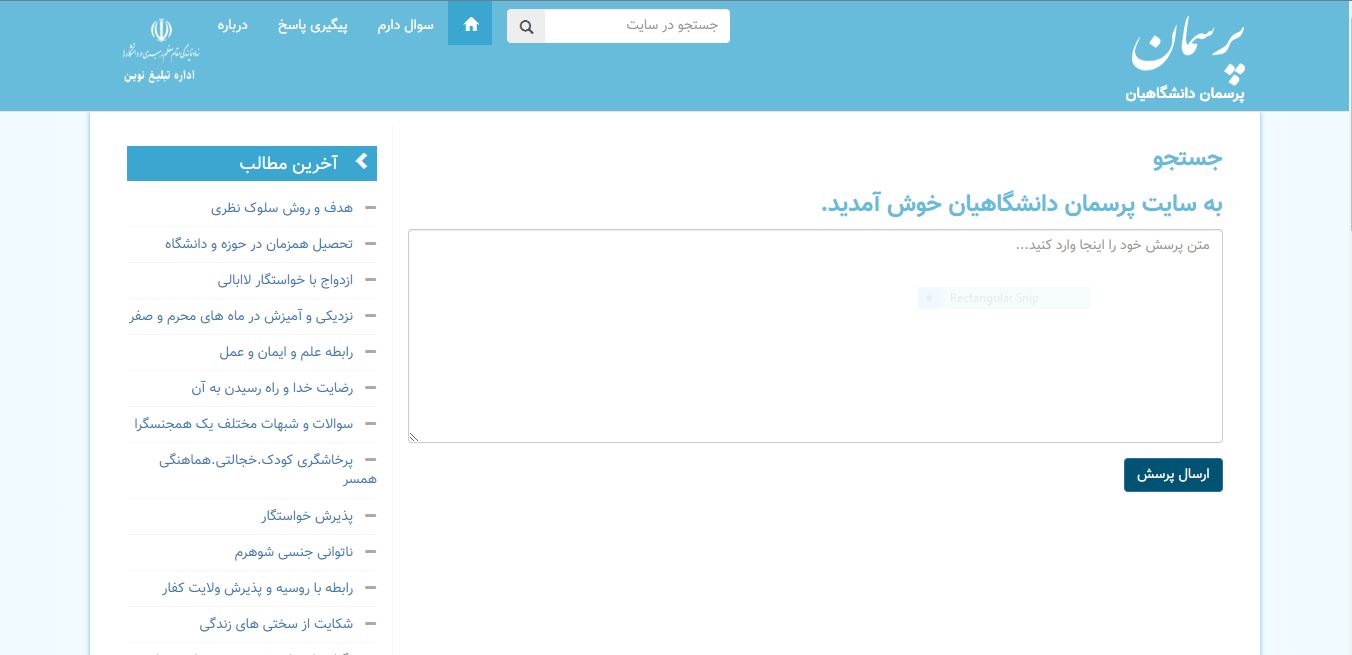 پرسمان
پرسمان دانشگاهیان
جستجو در سایت
سوال دارم
پیگیری پاسخ
درباره
نهاد نمایندگی مقام معظم رهبری در دانشگاه‌ها
اداره تبلیغ نوین
جستجو
به سایت پرسمان دانشگاهیان خوش آمدید.
متن پرسش خود را اینجا وارد کنید...
Rectangular Snip
ارسال پرسش
آخرین مطالب
هدف و روش سلوک نظری
تحصیل همزمان در حوزه و دانشگاه
ازدواج با خواستگار لاابالی
نزدیکی و آمیزش در ماه های محرم و صفر
رابطه علم و ایمان و عمل
رضایت خدا و راه رسیدن به آن
سوالات و شبهات مختلف یک همجنسگرا
پرخاشگری کودک.خجالتی.هماهنگی
همسر
پذیرش خواستگار
ناتوانی جنسی شوهرم
رابطه با روسیه و پذیرش ولایت کفار
شکایت از سختی های زندگی